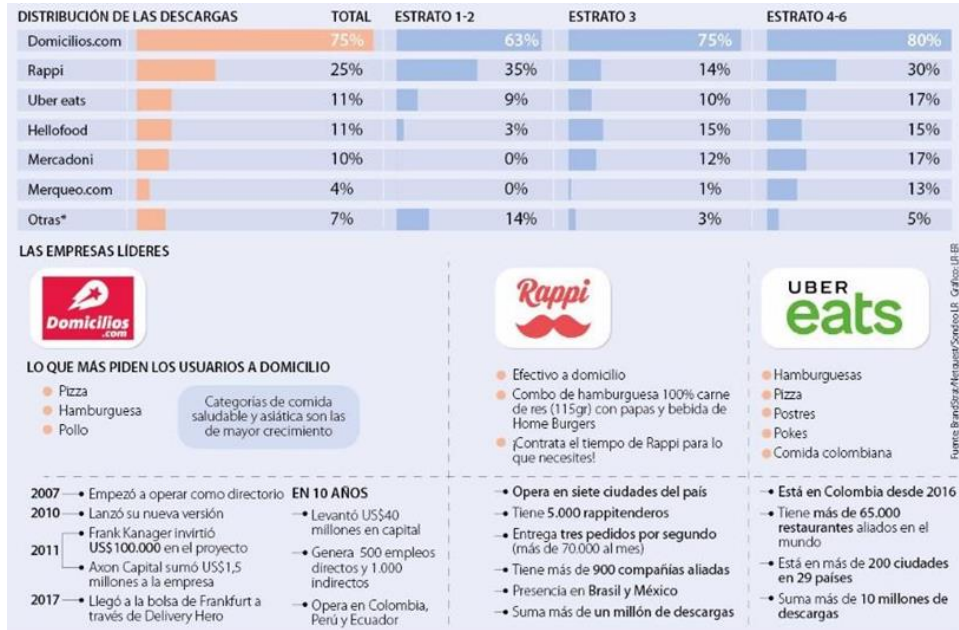 DISTRIBUCIÓN DE LAS DESCARGAS TOTAL ESTRATO 1-2 ESTRATO 3 ESTRATO 4-6
Domicilios.com 75% 63% 75% 80%
Rappi 25% 35% 14% 30%
Uber eats 11% 9% 10% 17%
Hellofood 11% 3% 15% 15%
Mercadoni 10% 0% 12% 17%
Merqueo.com 4% 0% 1% 13%
Otras* 7% 14% 3% 5%
LAS EMPRESAS LÍDERES
Domicilios
.com
LO QUE MÁS PIDEN LOS USUARIOS A DOMICILIO
Pizza
Hamburguesa
Pollo
Categorías de comida
saludable y asiática son las
de mayor crecimiento
2007 Empezó a operar como directorio
2010 Lanzó su nueva versión
2011 Frank Kanager invirtió
US$100.000 en el proyecto
Axon Capital sumó US$1,5
millones a la empresa
2017 Llegó a la bolsa de Frankfurt a
través de Delivery Hero
EN 10 AÑOS
Levantó US$40
millones en capital
Genera 500 empleos
directos y 1.000
indirectos
Opera en Colombia,
Perú y Ecuador
Rappi
Efectivo a domicilio
Combo de hamburguesa 100% carne
de res (115gr) con papas y bebida de
Home Burgers
¡Contrata el tiempo de Rappi para lo
que necesites!
Opera en siete ciudades del país
Tiene 5.000 rappitenderos
Entrega tres pedidos por segundo
(más de 70.000 al mes)
Tiene más de 900 compañías aliadas
Presencia en Brasil y México
Suma más de un millón de descargas
UBER
eats
Hamburguesas
Pizza
Postres
Pokes
Comida colombiana
Está en Colombia desde 2016
Tiene más de 65.000
restaurantes aliados en el
mundo
Está en más de 200 ciudades
en 29 países
Suma más de 10 millones de
descargas
Fuente: BrandStrat/Netquest/Sondeo LR Gráfico: LR-ER